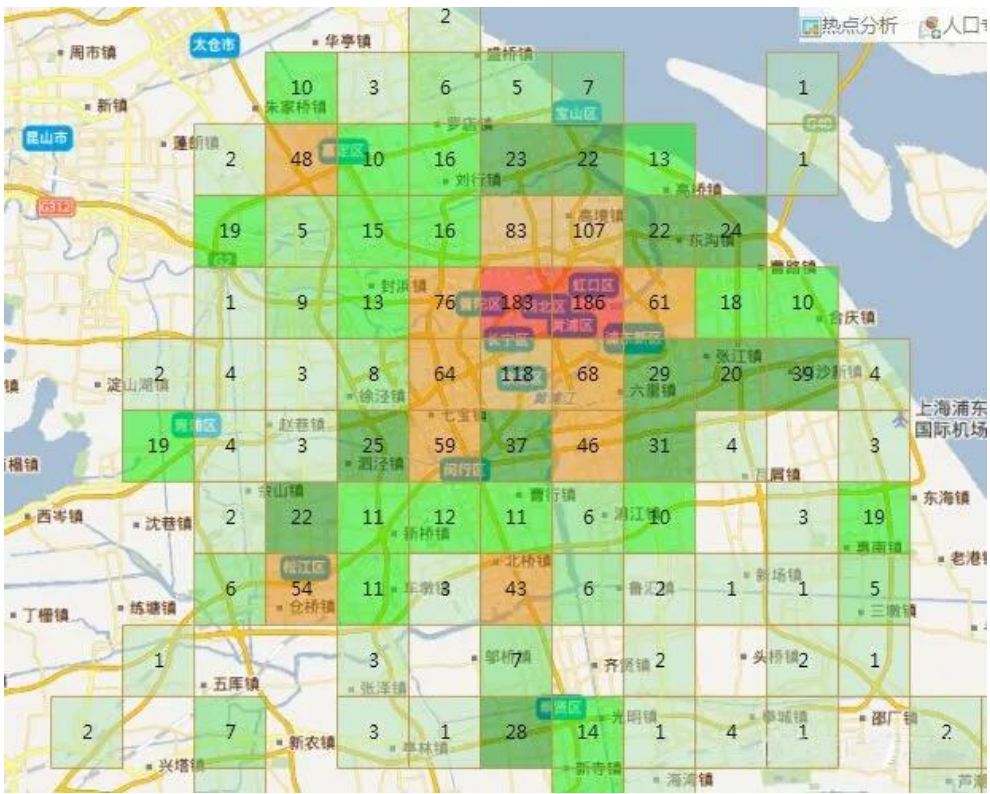 2
热点分析
人口
华亭镇
周市镇
太仓市
盛桥镇
10 3 6 5 7 1
朱家桥镇
新镇
宝山区
G40
罗店镇
昆山市
蓬朗镇
嘉定区
2 48 10 16 23 22 13 1
刘行镇
高桥镇
G312
高境镇
19 5 15 16 83 107 22 24
东沟镇
G2
曹路镇
封浜镇
虹口区
1 9 13 76 183 186 61 18 10
普陀区
闸北区
合庆镇
黄浦区
长宁区
浦东新区
张江镇
2 4 3 8 64 118 68 29 20 39 4
淀山湖镇
六里镇
徐泾镇
七宝镇
上海浦东
国际机场
青浦区
赵巷镇
19 4 3 25 59 37 46 31 4 3
泗泾镇
闵行区
瓦屑镇
佘山镇
曹行镇
东海镇
西岑镇
沈巷镇
2 22 11 12 11 6 10 3 19
新桥镇
惠南镇
北桥镇
老港
松江区
新场镇
6 54 11 3 43 6 2 1 1 5
车墩镇
鲁汇镇
丁栅镇
练塘镇
仓桥镇
三墩镇
1 3 7 2 2 1
邬桥镇
齐贤镇
头桥镇
五厍镇
张泽镇
奉贤区
光明镇
奉城镇
邵厂镇
2 7 3 1 28 14 1 4 1 2
新农镇
亭林镇
兴塔镇
新寺镇
海湾镇
芦潮